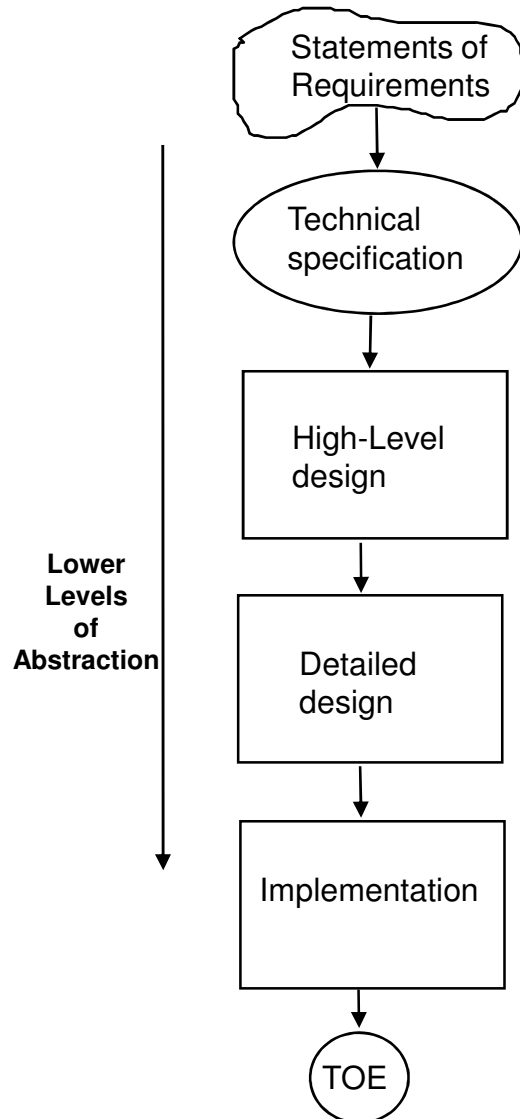 Statements of
Requirements
Technical
specification
High-Level
design
Lower
Levels
of
Abstraction
Detailed
design
Implementation
TOE